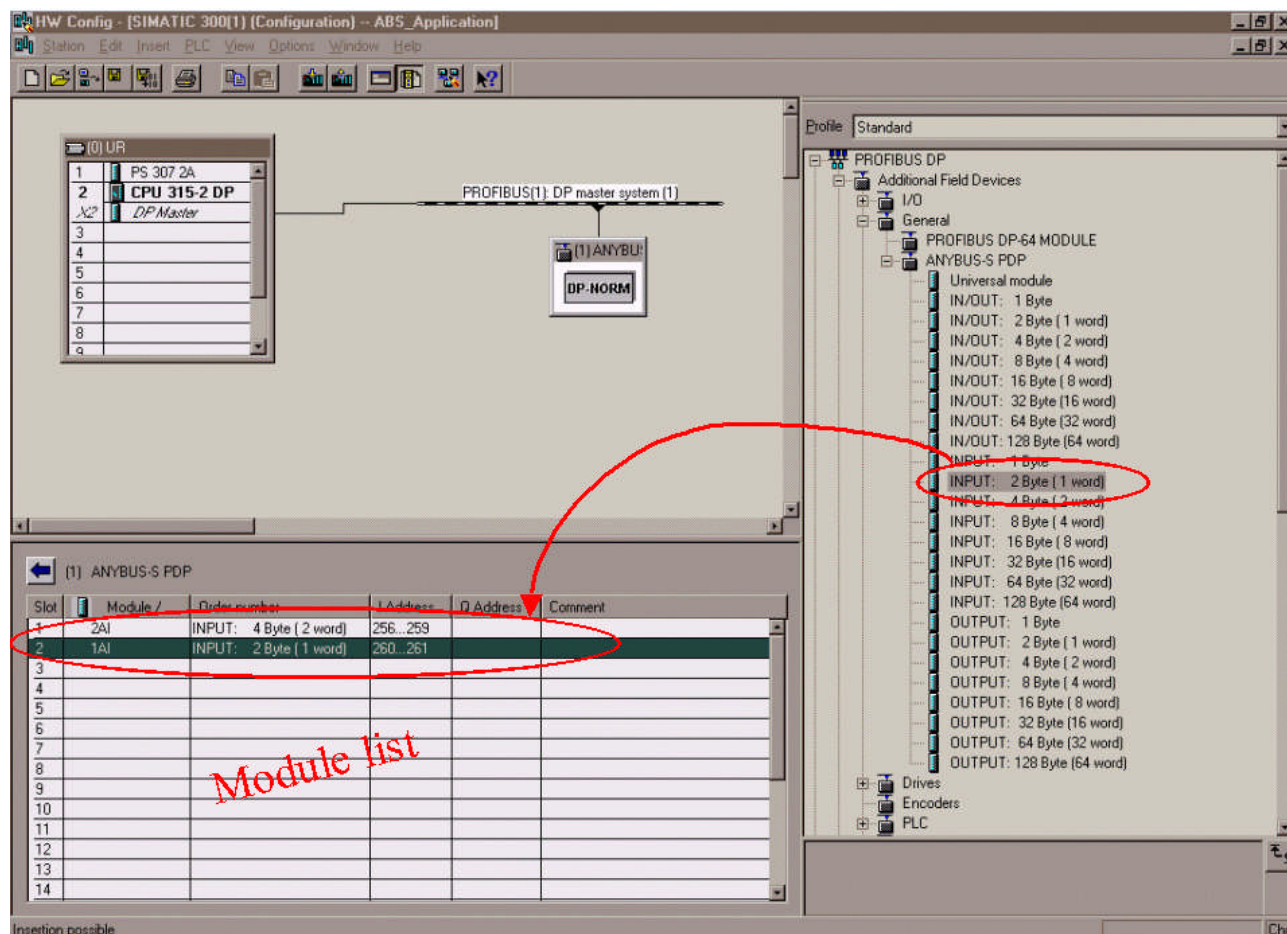 HW Config - [SIMATIC 300(1) (Configuration) -- ABS_Application]
Station Edit Insert PLC View Options Window Help
(0) UR
1 PS 307 2A
2 CPU 315-2 DP
X2 DP Master
3
4
5
6
7
8
9
PROFIBUS(1): DP master system (1)
(1) ANYBU
DP-NORM
Profile Standard
PROFIBUS DP
Additional Field Devices
I/O
General
PROFIBUS DP-64 MODULE
ANYBUS-S PDP
Universal module
IN/OUT: 1 Byte
IN/OUT: 2 Byte ( 1 word)
IN/OUT: 4 Byte ( 2 word)
IN/OUT: 8 Byte ( 4 word)
IN/OUT: 16 Byte ( 8 word)
IN/OUT: 32 Byte (16 word)
IN/OUT: 64 Byte (32 word)
IN/OUT: 128 Byte (64 word)
INPUT: 1 Byte
INPUT: 2 Byte ( 1 word)
INPUT: 4 Byte ( 2 word)
INPUT: 8 Byte ( 4 word)
INPUT: 16 Byte ( 8 word)
INPUT: 32 Byte (16 word)
INPUT: 64 Byte (32 word)
INPUT: 128 Byte (64 word)
OUTPUT: 1 Byte
OUTPUT: 2 Byte ( 1 word)
OUTPUT: 4 Byte ( 2 word)
OUTPUT: 8 Byte ( 4 word)
OUTPUT: 16 Byte ( 8 word)
OUTPUT: 32 Byte (16 word)
OUTPUT: 64 Byte (32 word)
OUTPUT: 128 Byte (64 word)
Drives
Encoders
PLC
(1) ANYBUS-S PDP
Slot Module / Order number I Address Q Address Comment
1 2AI INPUT: 4 Byte ( 2 word) 256...259
2 1AI INPUT: 2 Byte ( 1 word) 260...261
3
4
5
6
7
8
9
10
11
12
13
14
Module list
Insertion possible